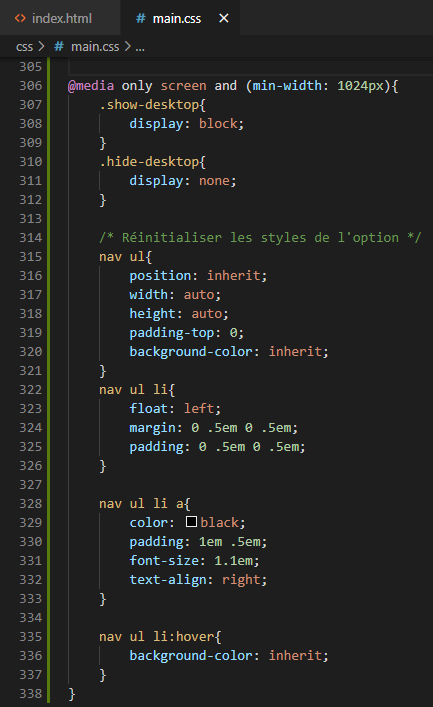 index.html main.css ×
css > # main.css > ...
305
306 @media only screen and (min-width: 1024px){
307     .show-desktop{
308         display: block;
309     }
310     .hide-desktop{
311         display: none;
312     }
313
314     /* Réinitialiser les styles de l'option */
315     nav ul{
316         position: inherit;
317         width: auto;
318         height: auto;
319         padding-top: 0;
320         background-color: inherit;
321     }
322     nav ul li{
323         float: left;
324         margin: 0 .5em 0 .5em;
325         padding: 0 .5em 0 .5em;
326     }
327
328     nav ul li a{
329         color: black;
330         padding: 1em .5em;
331         font-size: 1.1em;
332         text-align: right;
333     }
334
335     nav ul li:hover{
336         background-color: inherit;
337     }
338 }